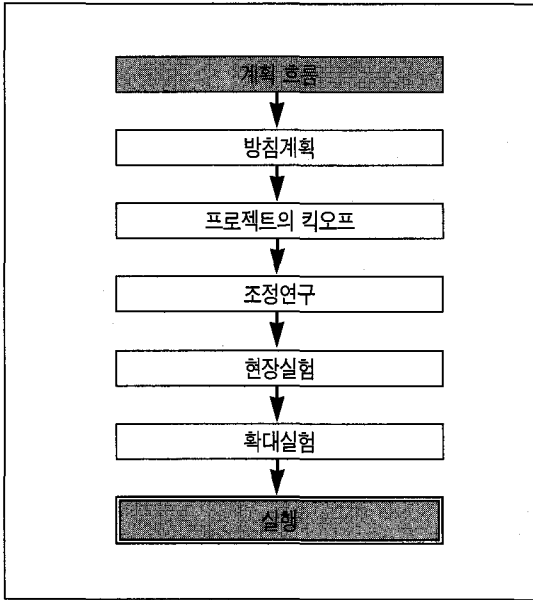 계획 흐름
방침계획
프로젝트의 킥오프
조정연구
현장실험
확대실험
실행